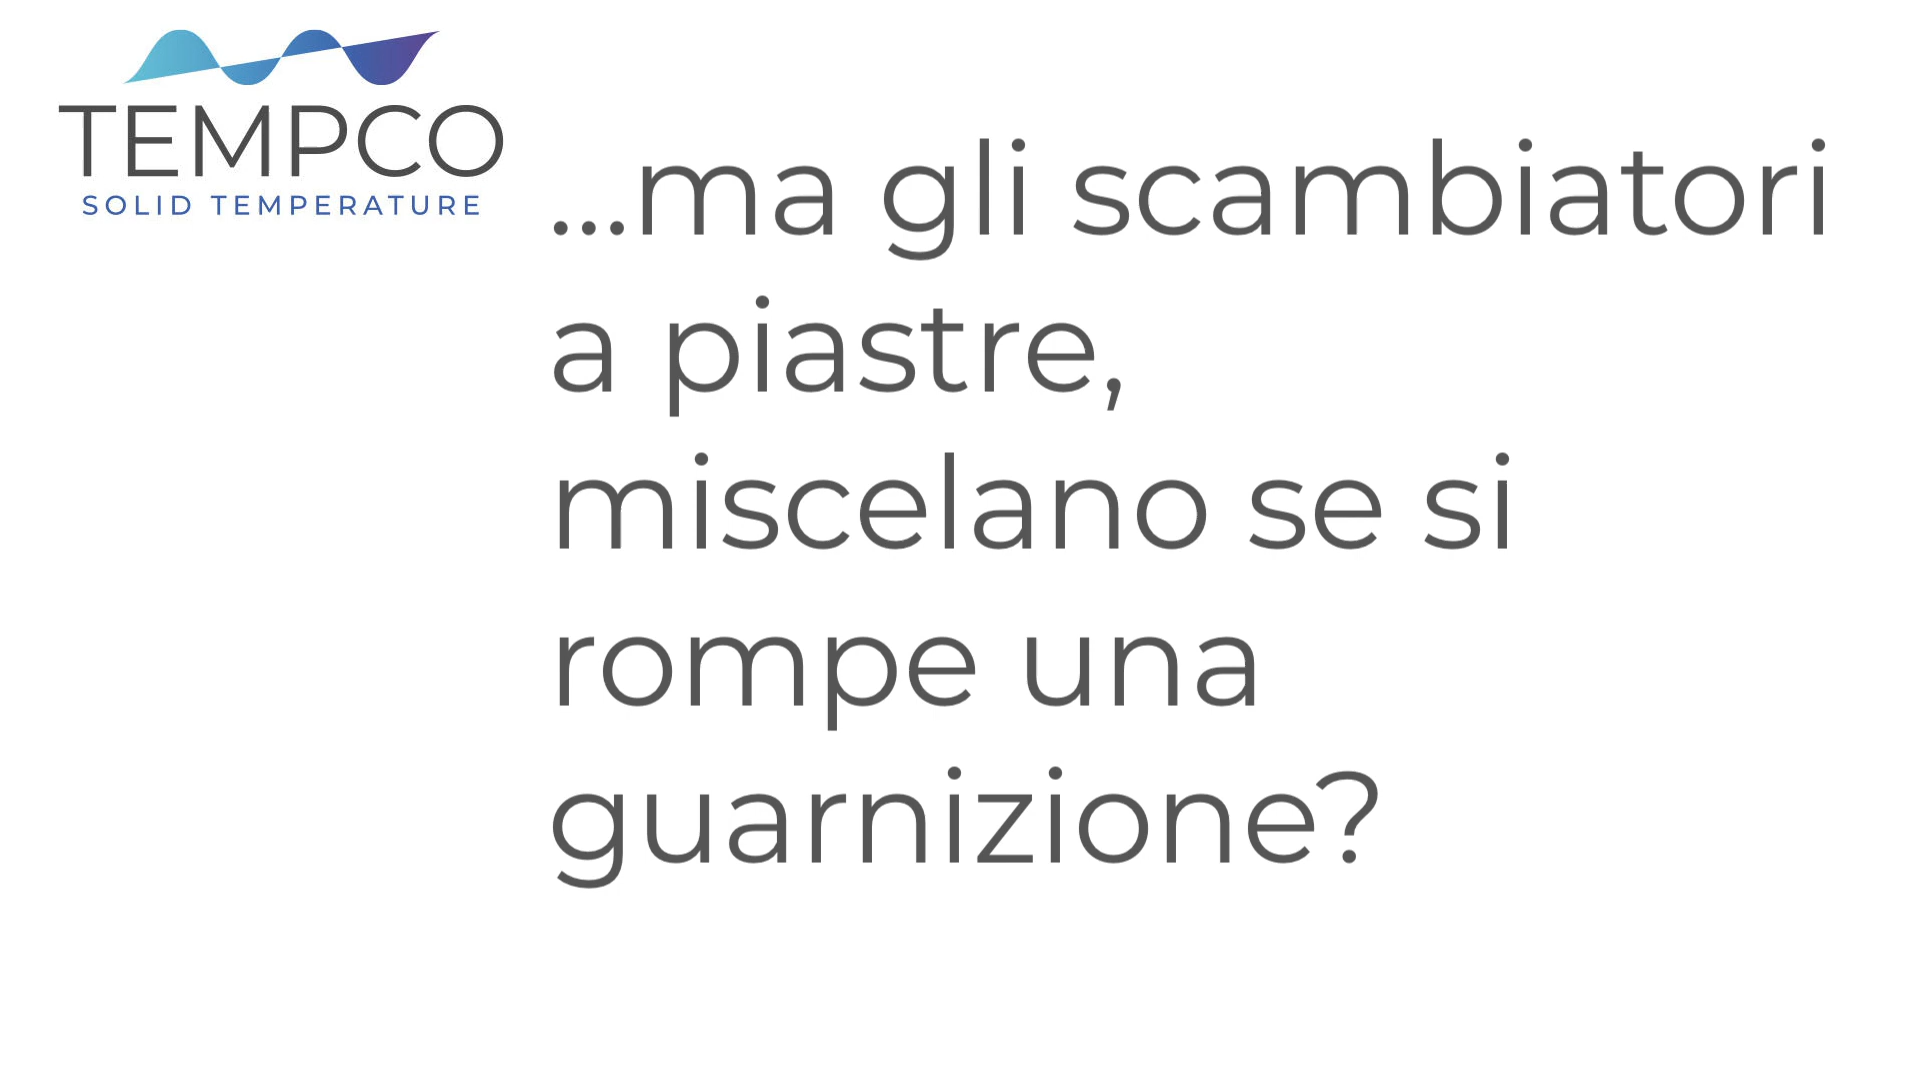 TEMPCO
SOLID TEMPERATURE
...ma gli scambiatori
a piastre,
miscelano se si
rompe una
guarnizione?